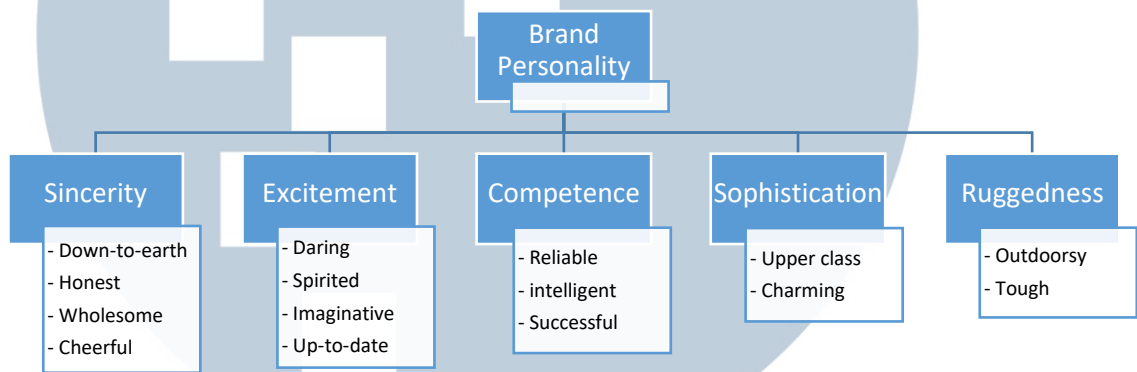 Brand
Personality
Sincerity
- Down-to-earth
- Honest
- Wholesome
- Cheerful
Excitement
- Daring
- Spirited
- Imaginative
- Up-to-date
Competence
- Reliable
- intelligent
- Successful
Sophistication
- Upper class
- Charming
Ruggedness
- Outdoorsy
- Tough